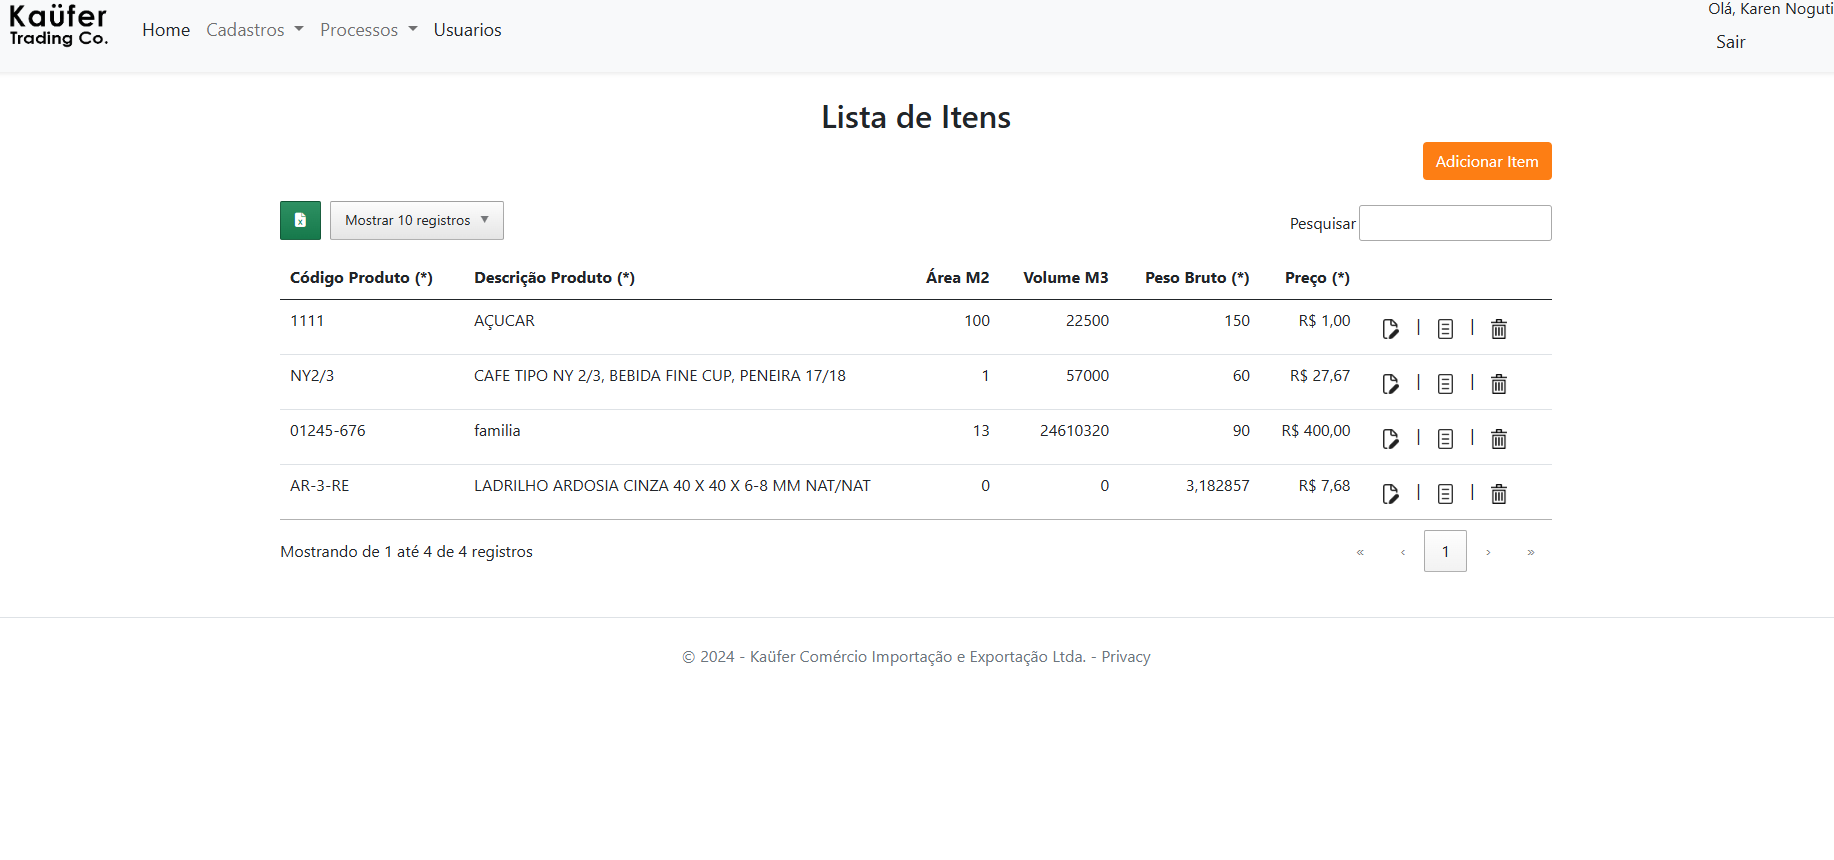 Kaüfer
Trading Co.
Home Cadastros Processos Usuarios
Olá, Karen Noguti
Sair
Lista de Itens
Adicionar Item
Mostrar 10 registros
Pesquisar
Código Produto (*) Descrição Produto (*) Área M2 Volume M3 Peso Bruto (*) Preço (*)
1111 AÇUCAR 100 22500 150 R$ 1,00 | |
NY2/3 CAFE TIPO NY 2/3, BEBIDA FINE CUP, PENEIRA 17/18 1 57000 60 R$ 27,67 | |
01245-676 familia 13 24610320 90 R$ 400,00 | |
AR-3-RE LADRILHO ARDOSIA CINZA 40 X 40 X 6-8 MM NAT/NAT 0 0 3,182857 R$ 7,68 | |
Mostrando de 1 até 4 de 4 registros
« ‹ 1 › »
© 2024 - Kaüfer Comércio Importação e Exportação Ltda. - Privacy